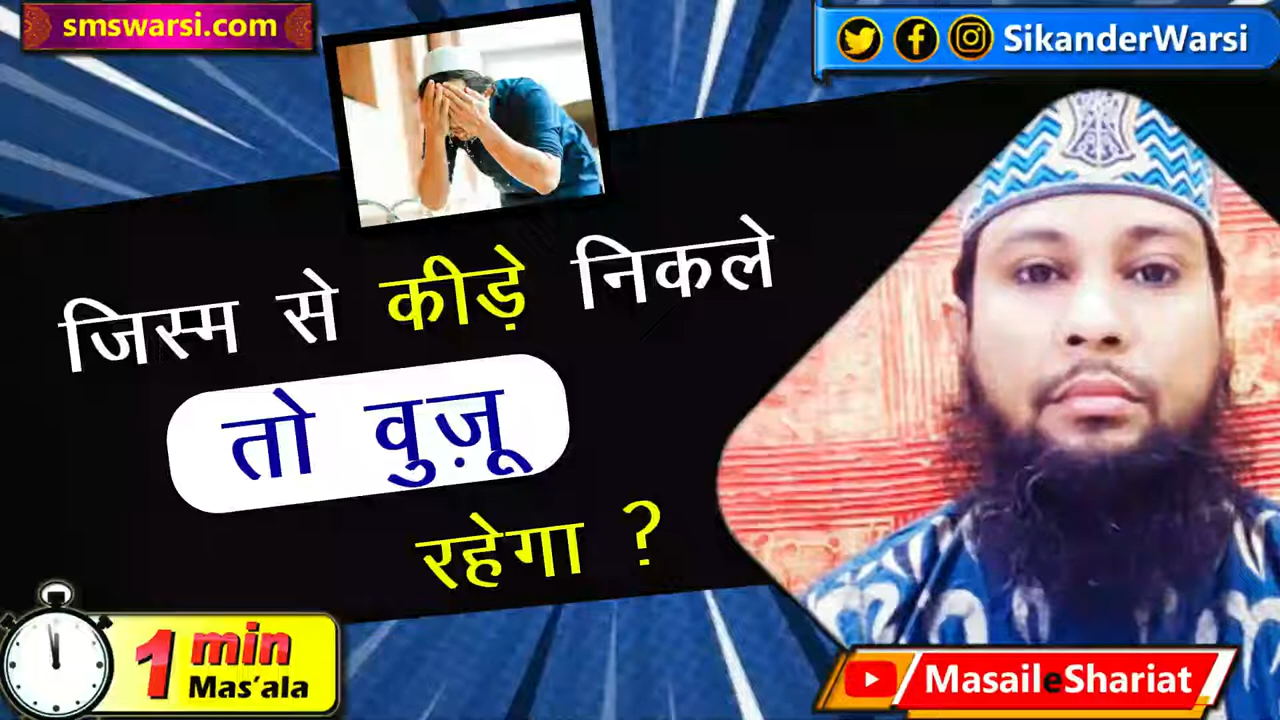 smswarsi.com
SikanderWarsi
जिस्म से कीड़े निकले
तो वुज़ू
रहेगा ?
1 min
Mas'ala
MasaileShariat